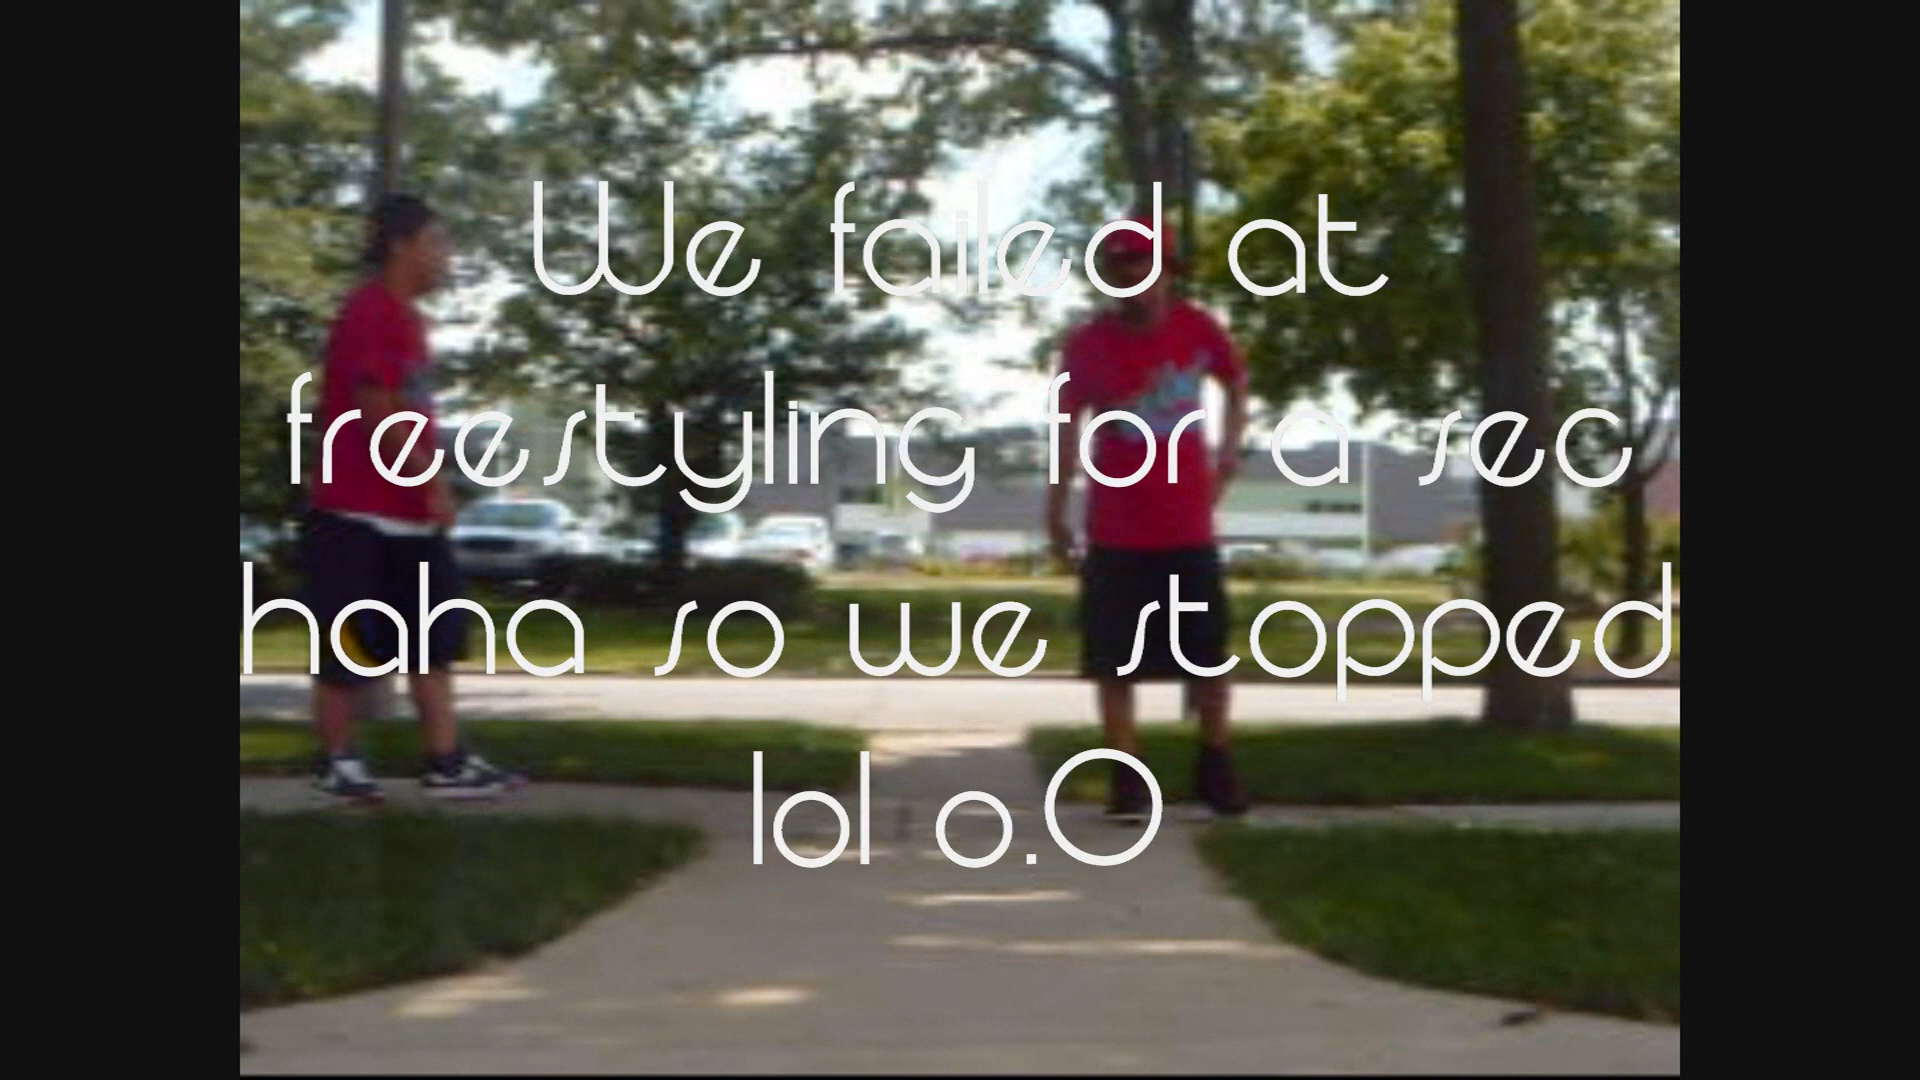 We failed at
freestyling for a sec
haha so we stopped
lol o.O